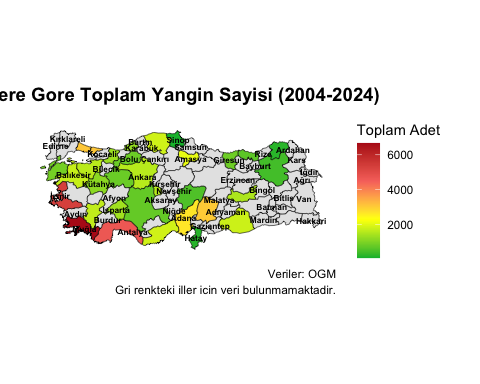 ere Gore Toplam Yangin Sayisi (2004-2024)
Toplam Adet
6000
4000
2000
Kırklareli
Edirne
Kocaeli
Bartın
Karabük
Sinop
Samsun
Amasya
Bolu
Çankırı
Giresun
Rize
Bayburt
Ardahan
Kars
Iğdır
Ağrı
Balıkesir
Bilecik
Kütahya
Ankara
Kırşehir
Nevşehir
Erzincan
Bingöl
Bitlis
Van
Afyon
Aksaray
Isparta
Burdur
Niğde
Adana
Malatya
Adıyaman
Batman
Mardin
Hakkari
İzmir
Aydın
Antalya
Gaziantep
Hatay
Veriler: OGM
Gri renkteki iller icin veri bulunmamaktadir.